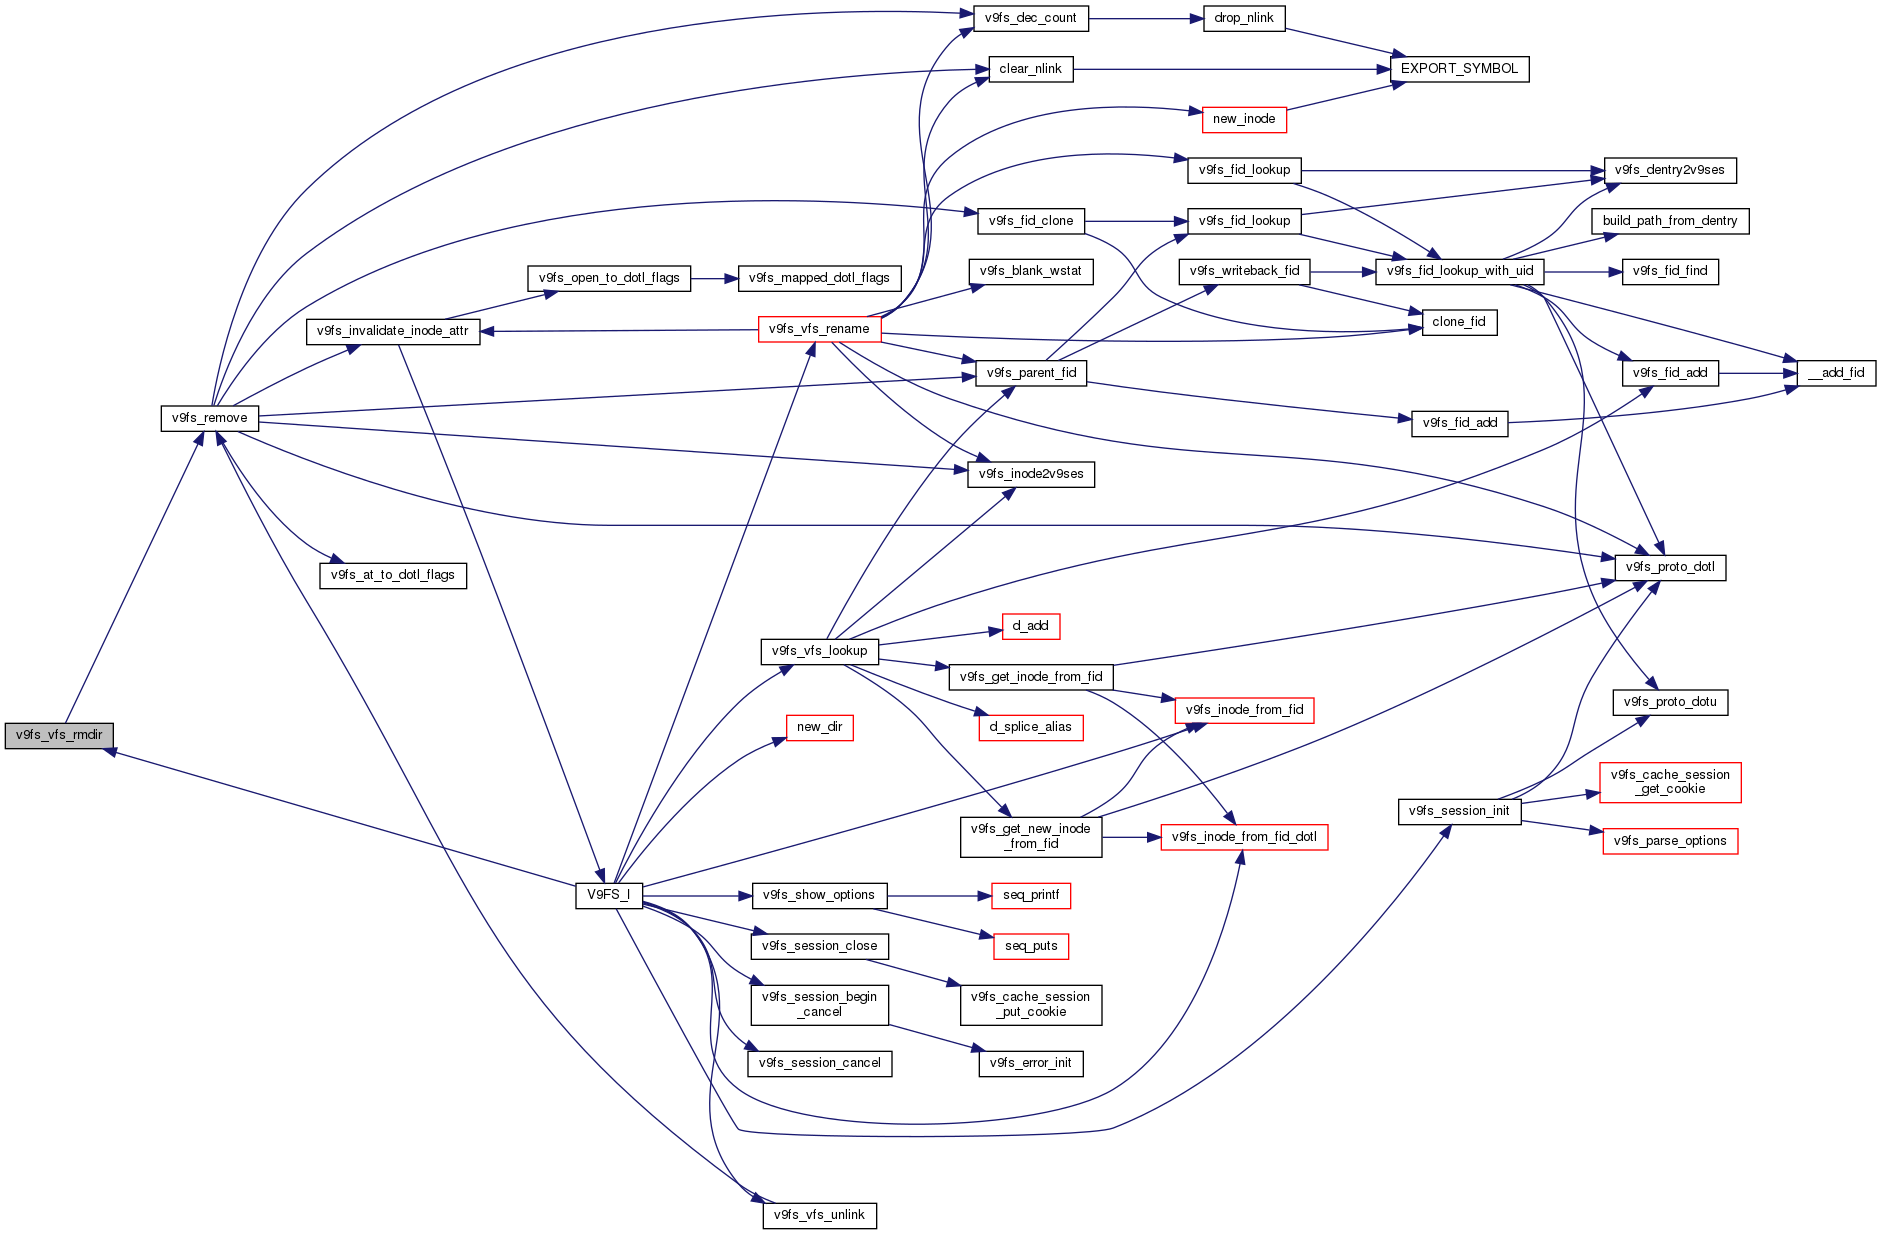 v9fs_dec_count
drop_nlink
clear_nlink
EXPORT_SYMBOL
new_inode
v9fs_fid_lookup
v9fs_dentry2v9ses
v9fs_fid_clone
v9fs_fid_lookup
build_path_from_dentry
v9fs_open_to_dotl_flags
v9fs_mapped_dotl_flags
v9fs_blank_wstat
v9fs_writeback_fid
v9fs_fid_lookup_with_uid
v9fs_fid_find
v9fs_invalidate_inode_attr
v9fs_vfs_rename
clone_fid
v9fs_parent_fid
v9fs_fid_add
__add_fid
v9fs_remove
v9fs_fid_add
v9fs_inode2v9ses
v9fs_at_to_dotl_flags
v9fs_proto_dotl
d_add
v9fs_vfs_lookup
v9fs_get_inode_from_fid
v9fs_inode_from_fid
v9fs_proto_dotu
v9fs_vfs_rmdir
new_dir
d_splice_alias
v9fs_cache_session
_get_cookie
v9fs_session_init
v9fs_get_new_inode
_from_fid
v9fs_inode_from_fid_dotl
v9fs_parse_options
V9FS_I
v9fs_show_options
seq_printf
v9fs_session_close
seq_puts
v9fs_session_begin
_cancel
v9fs_cache_session
_put_cookie
v9fs_session_cancel
v9fs_error_init
v9fs_vfs_unlink